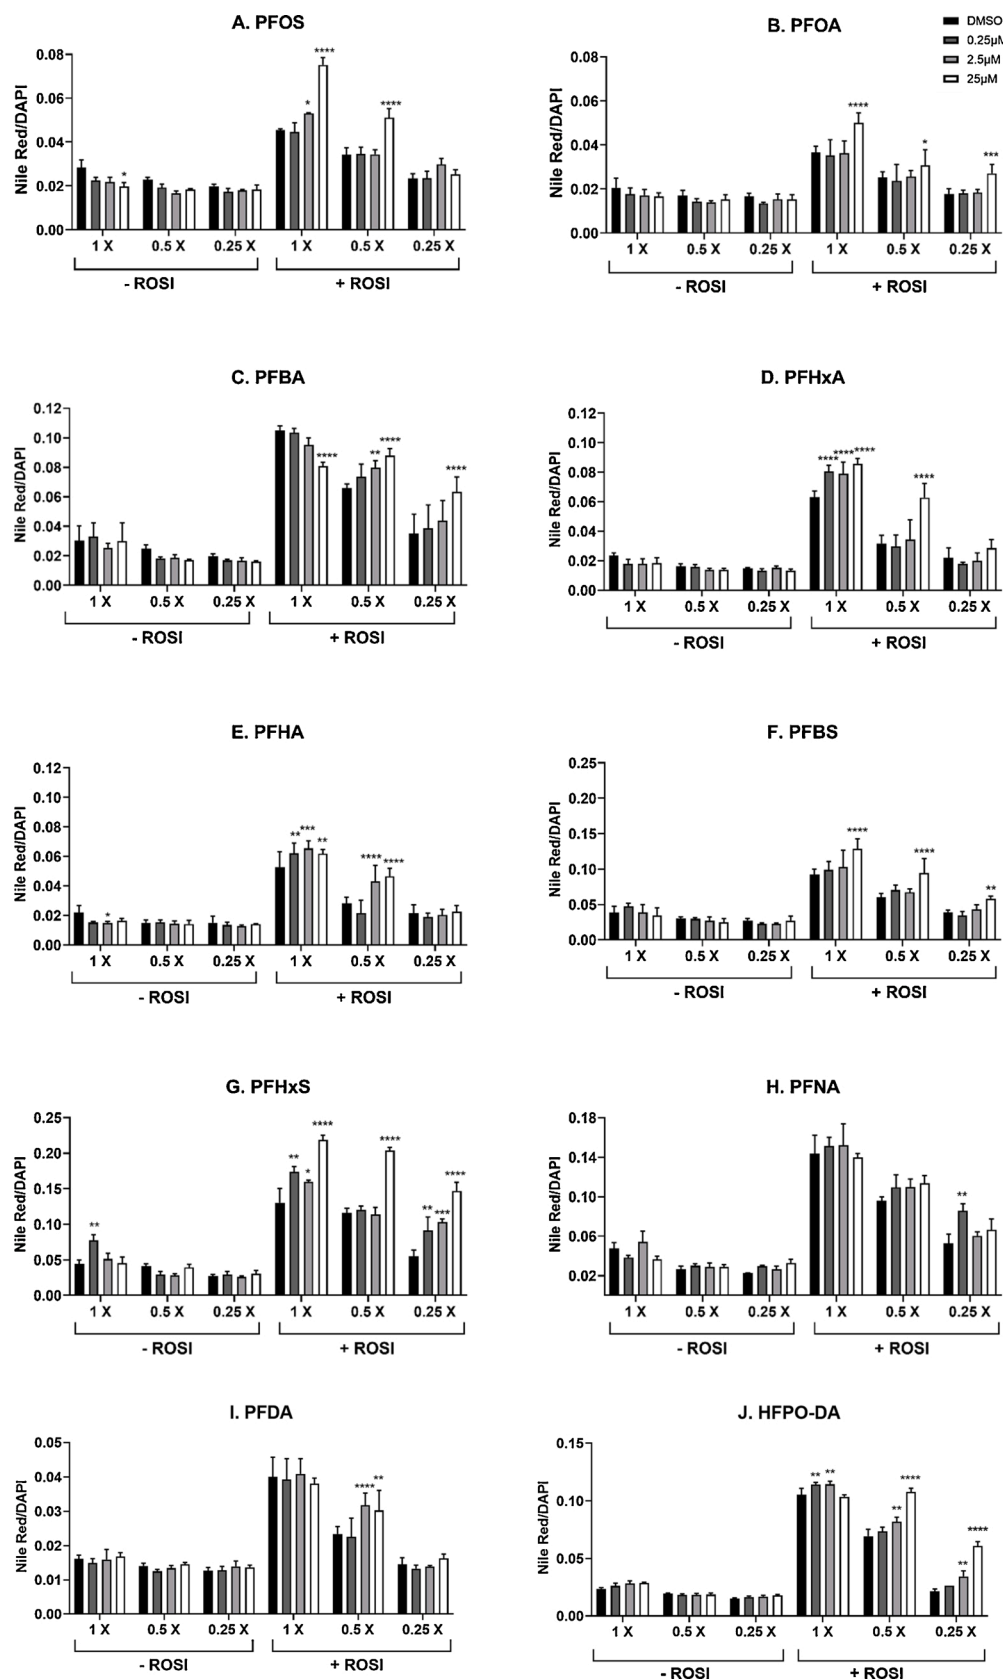 A. PFOS
Nile Red/DAPI
0.08
****
0.06
*
****
0.04
*
0.02
0.00
1 X 0.5 X 0.25 X 1 X 0.5 X 0.25 X
- ROSI + ROSI
B. PFOA
DMSO
0.25µM
2.5µM
25µM
Nile Red/DAPI
0.08
0.06
****
*
***
0.04
0.02
0.00
1 X 0.5 X 0.25 X 1 X 0.5 X 0.25 X
- ROSI + ROSI
C. PFBA
Nile Red/DAPI
0.12
0.10
0.08
**** ** **** ****
0.06
0.04
0.02
0.00
1 X 0.5 X 0.25 X 1 X 0.5 X 0.25 X
- ROSI + ROSI
D. PFHxA
Nile Red/DAPI
0.12
0.10
**** **** **** ****
0.08
0.06
0.04
0.02
0.00
1 X 0.5 X 0.25 X 1 X 0.5 X 0.25 X
- ROSI + ROSI
E. PFHA
Nile Red/DAPI
0.12
0.10
0.08
** *** ** **** ****
0.06
0.04
*
0.02
0.00
1 X 0.5 X 0.25 X 1 X 0.5 X 0.25 X
- ROSI + ROSI
F. PFBS
Nile Red/DAPI
0.25
0.20
0.15
**** **** **
0.10
0.05
0.00
1 X 0.5 X 0.25 X 1 X 0.5 X 0.25 X
- ROSI + ROSI
G. PFHxS
Nile Red/DAPI
0.25
** ** * **** **** ** *** ****
0.20
0.15
0.10
0.05
0.00
1 X 0.5 X 0.25 X 1 X 0.5 X 0.25 X
- ROSI + ROSI
H. PFNA
Nile Red/DAPI
0.18
0.14
0.10
**
0.06
0.02
1 X 0.5 X 0.25 X 1 X 0.5 X 0.25 X
- ROSI + ROSI
I. PFDA
Nile Red/DAPI
0.05
0.04
**** **
0.03
0.02
0.01
0.00
1 X 0.5 X 0.25 X 1 X 0.5 X 0.25 X
- ROSI + ROSI
J. HFPO-DA
Nile Red/DAPI
0.15
** ** ** **** ** ****
0.10
0.05
0.00
1 X 0.5 X 0.25 X 1 X 0.5 X 0.25 X
- ROSI + ROSI